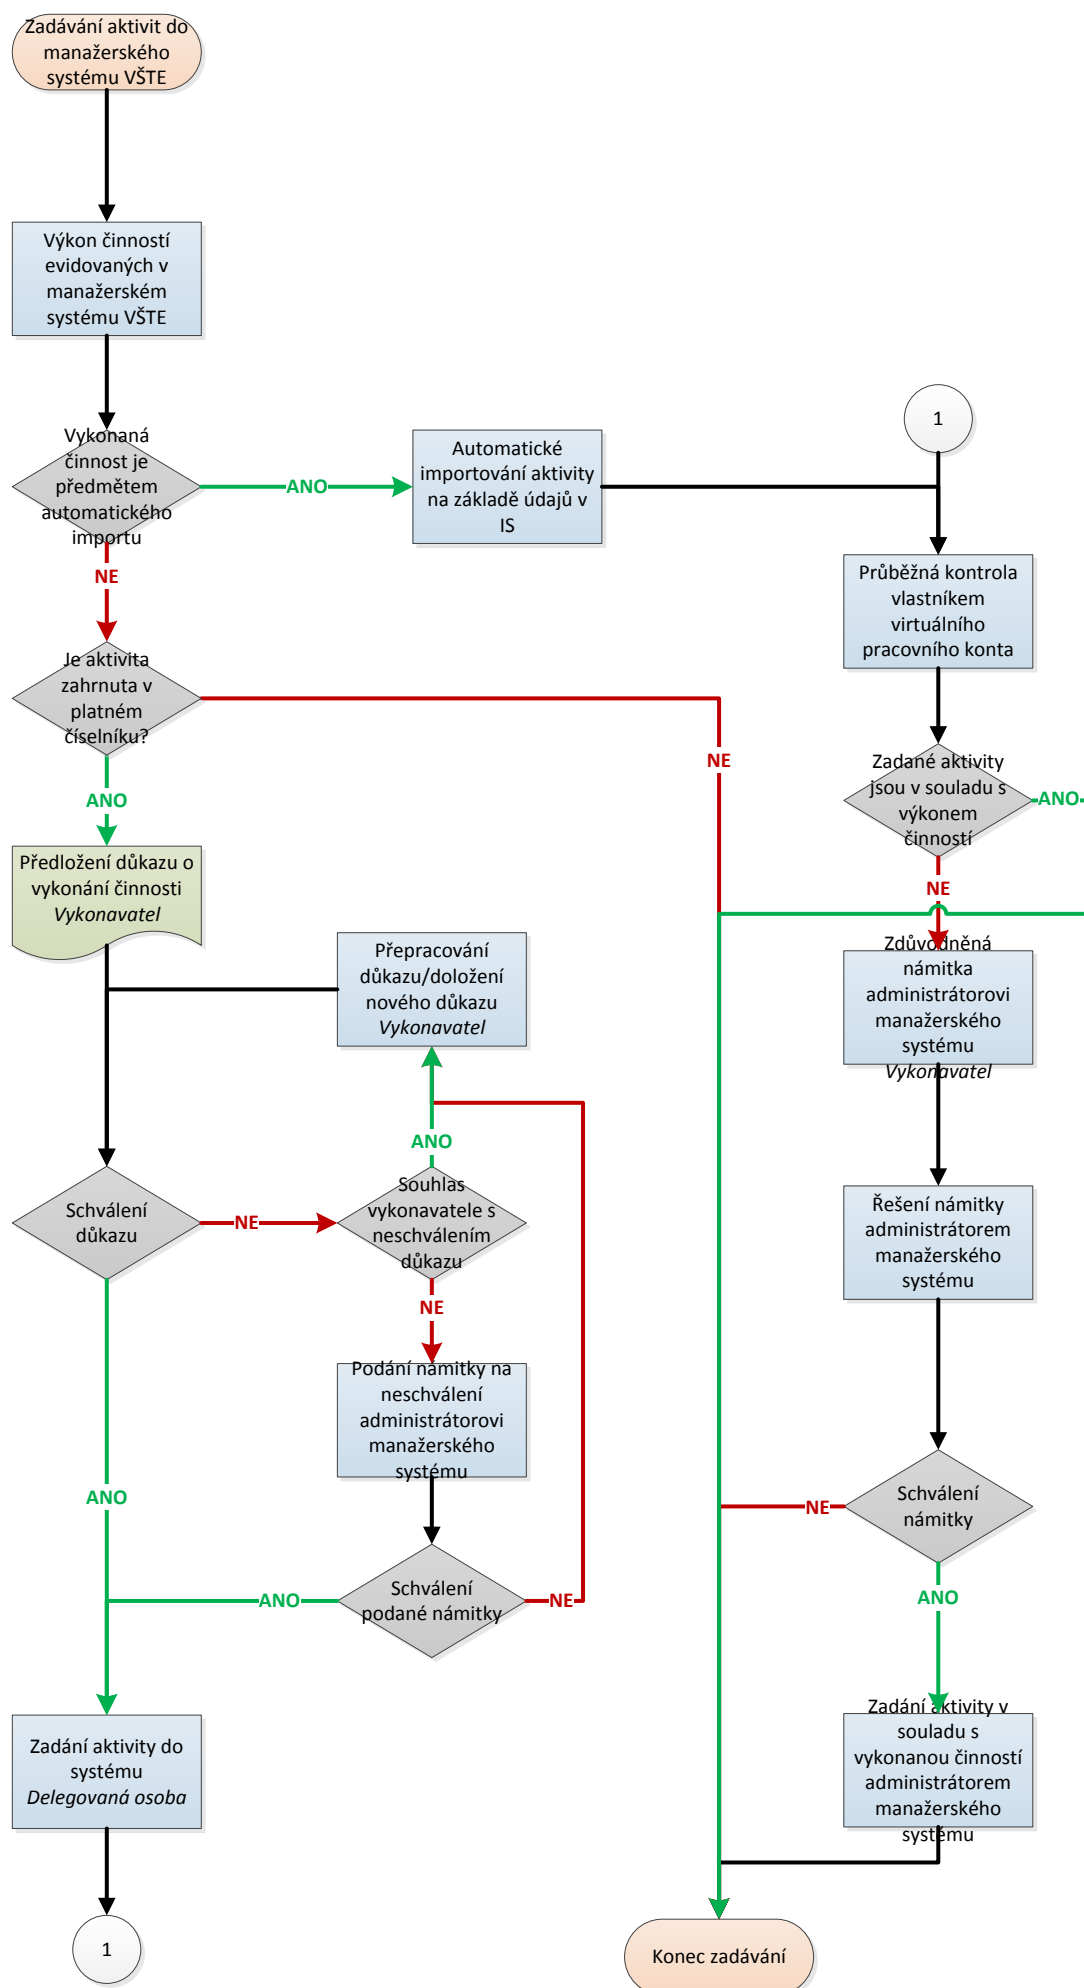 Zadávání aktivit do
manažerského
systému VŠTE
Výkon činností
evidovaných v
manažerském
systému VŠTE
Vykonaná
činnost je
předmětem
automatického
importu
ANO
Automatické
importování aktivity
na základě údajů v
IS
1
NE
Průběžná kontrola
vlastníkem
virtuálního
pracovního konta
Je aktivita
zahrnuta v
platném
číselníku?
NE
Zadané aktivity
jsou v souladu s
výkonem
činností
ANO
ANO
Předložení důkazu o
vykonání činnosti
Vykonavatel
NE
Přepracování
důkazu/doložení
nového důkazu
Vykonavatel
Zdůvodněná
námitka
administrátorovi
manažerského
systému
Vykonavatel
ANO
Schválení
důkazu
NE
Souhlas
vykonavatele s
neschválením
důkazu
Řešení námitky
administrátorem
manažerského
systému
NE
Podání námitky na
neschválení
administrátorovi
manažerského
systému
ANO
Schválení
námitky
NE
Schválení
podané námitky
ANO
NE
ANO
Zadání aktivity do
systému
Delegovaná osoba
Zadání aktivity v
souladu s
vykonanou činností
administrátorem
manažerského
systému
1
Konec zadávání